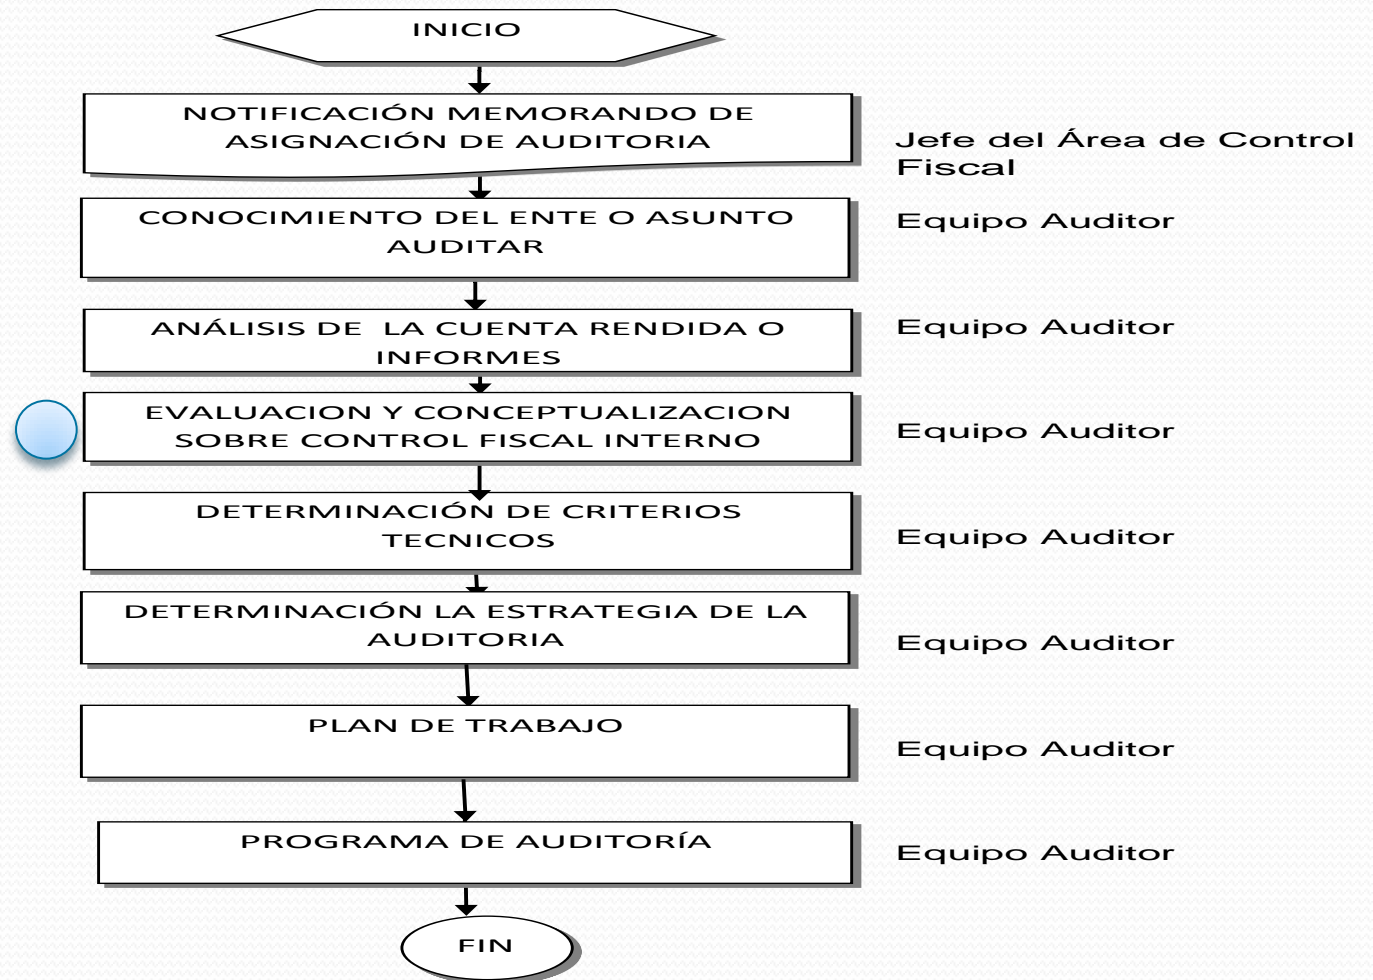 INICIO
NOTIFICACIÓN MEMORANDO DE
ASIGNACIÓN DE AUDITORIA
Jefe del Área de Control
Fiscal
CONOCIMIENTO DEL ENTE O ASUNTO
AUDITAR
Equipo Auditor
ANÁLISIS DE LA CUENTA RENDIDA O
INFORMES
Equipo Auditor
EVALUACION Y CONCEPTUALIZACION
SOBRE CONTROL FISCAL INTERNO
Equipo Auditor
DETERMINACIÓN DE CRITERIOS
TECNICOS
Equipo Auditor
DETERMINACIÓN LA ESTRATEGIA DE LA
AUDITORIA
Equipo Auditor
PLAN DE TRABAJO
Equipo Auditor
PROGRAMA DE AUDITORÍA
Equipo Auditor
FIN